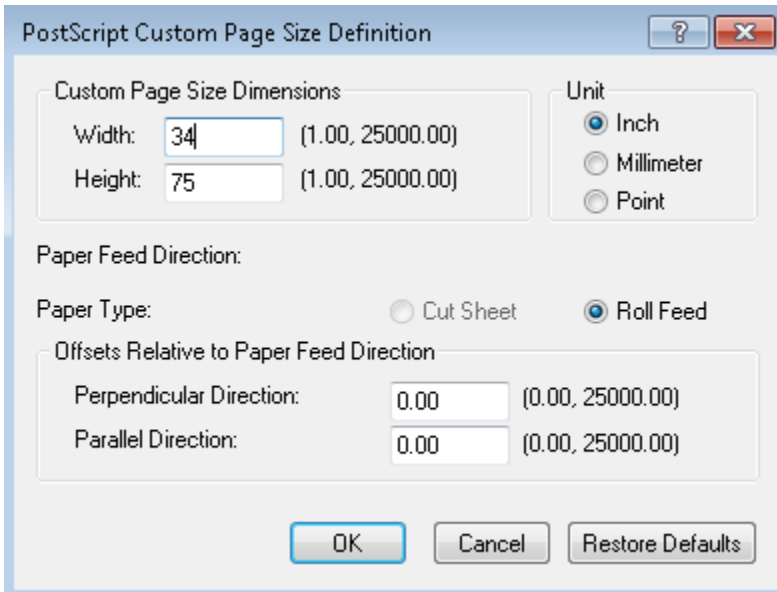 PostScript Custom Page Size Definition
?
Custom Page Size Dimensions
Unit
Width: 34 (1.00, 25000.00)
Inch
Height: 75 (1.00, 25000.00)
Millimeter
Point
Paper Feed Direction:
Paper Type: Cut Sheet Roll Feed
Offsets Relative to Paper Feed Direction
Perpendicular Direction: 0.00 (0.00, 25000.00)
Parallel Direction: 0.00 (0.00, 25000.00)
OK Cancel Restore Defaults